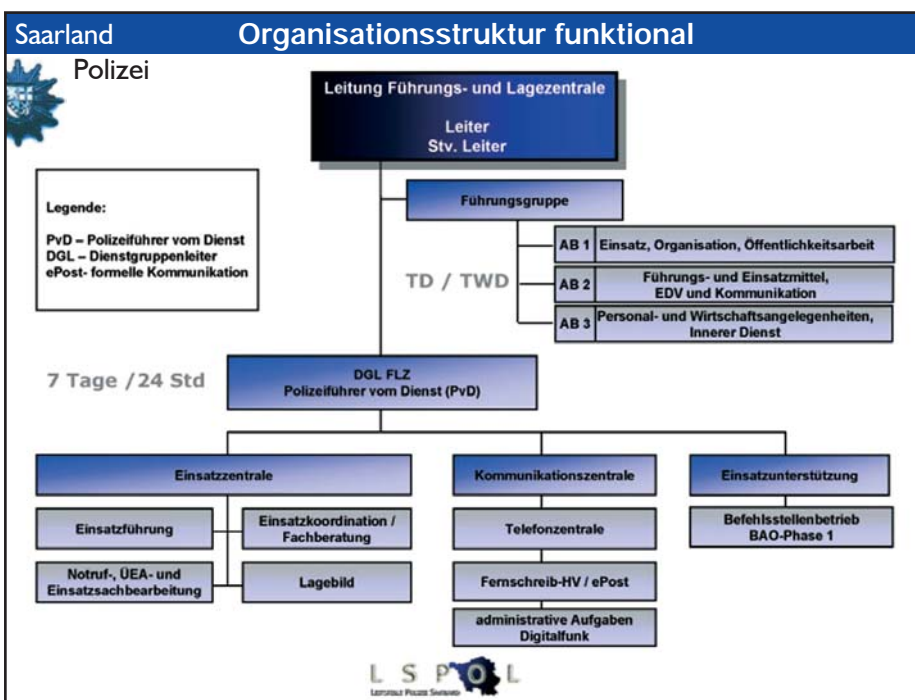 Saarland
Organisationsstruktur funktional
Polizei
Leitung Führungs- und Lagezentrale
Leiter
Stv. Leiter
Führungsgruppe
Legende:
PvD – Polizeiführer vom Dienst
DGL – Dienstgruppenleiter
ePost- formelle Kommunikation
TD / TWD
AB 1 Einsatz, Organisation, Öffentlichkeitsarbeit
AB 2 Führungs- und Einsatzmittel,
EDV und Kommunikation
AB 3 Personal- und Wirtschaftsangelegenheiten,
Innerer Dienst
7 Tage /24 Std
DGL FLZ
Polizeiführer vom Dienst (PvD)
Einsatzzentrale
Einsatzführung
Einsatzkoordination /
Fachberatung
Notruf-, ÜEA- und
Einsatzsachbearbeitung
Lagebild
Kommunikationszentrale
Telefonzentrale
Fernschreib-HV / ePost
administrative Aufgaben
Digitalfunk
Einsatzunterstützung
Befehlsstellenbetrieb
BAO-Phase 1
LSPOL
Leitstelle Polizei Saarland